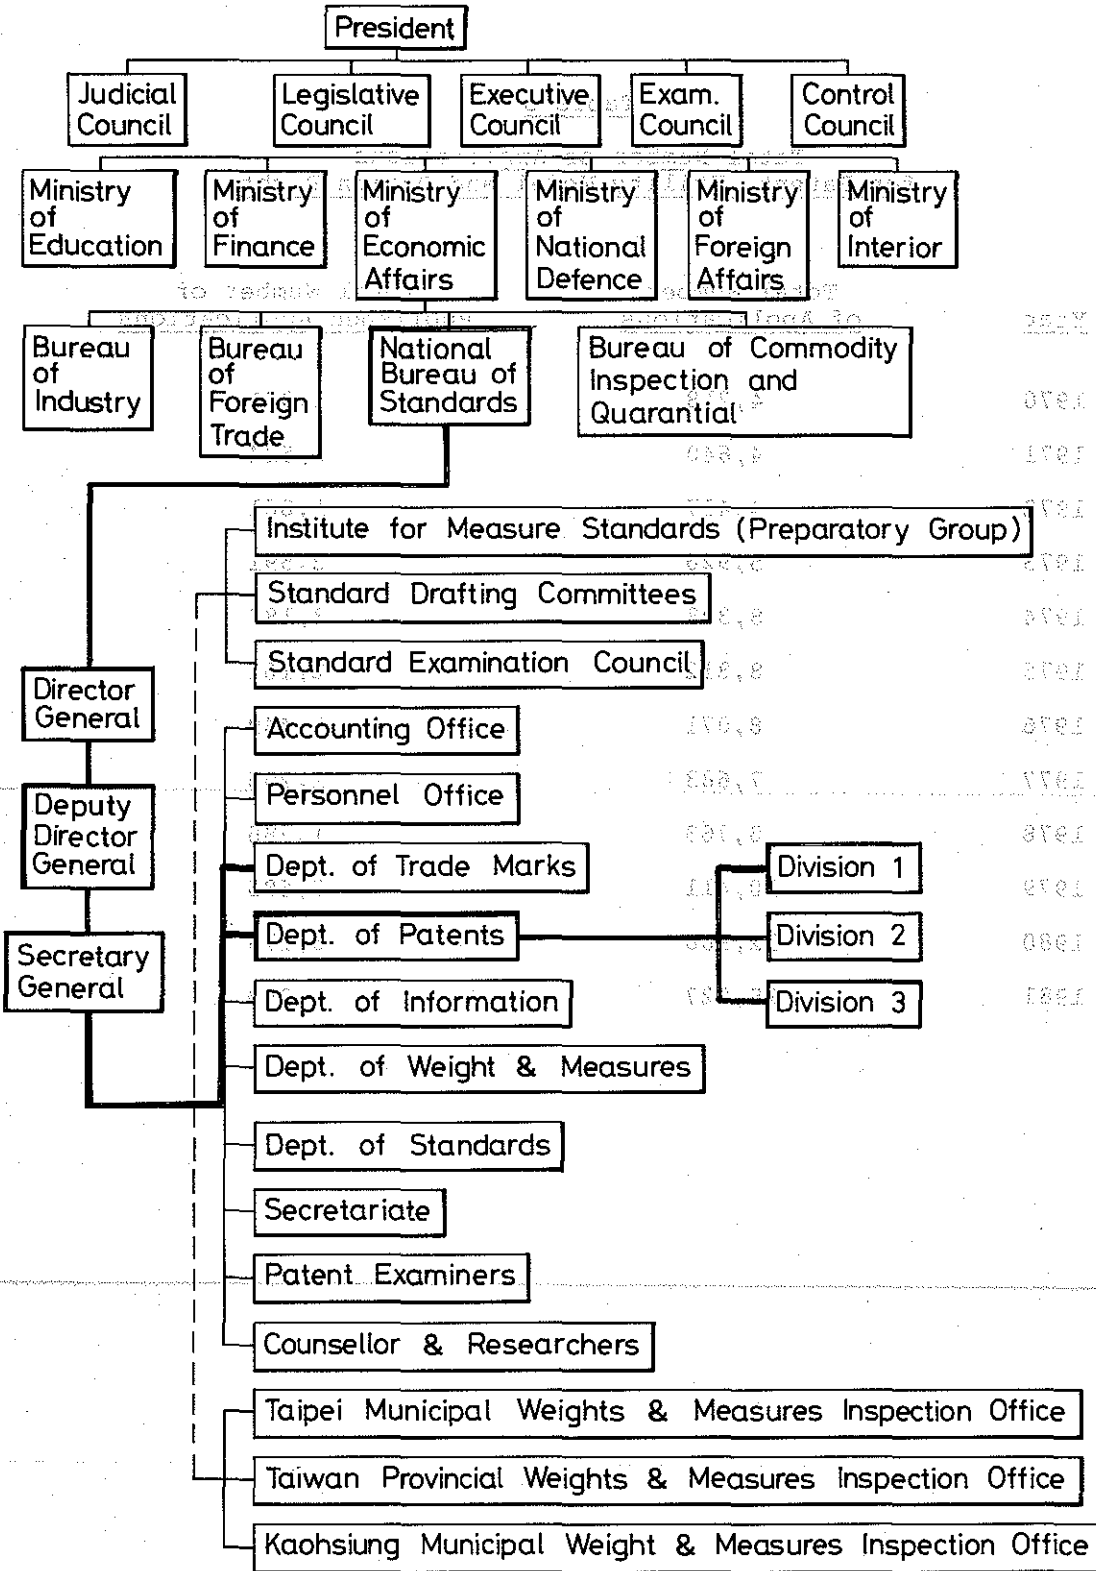 President
Judicial
Council
Legislative
Council
Executive
Council
Exam.
Council
Control
Council
Ministry
of
Education
Ministry
of
Finance
Ministry
of
Economic
Affairs
Ministry
of
National
Defence
Ministry
of
Foreign
Affairs
Ministry
of
Interior
Bureau
of
Industry
Bureau
of
Foreign
Trade
National
Bureau of
Standards
Bureau of Commodity
Inspection and
Quarantial
Institute for Measure Standards (Preparatory Group)
Standard Drafting Committees
Standard Examination Council
Director
General
Accounting Office
Personnel Office
Deputy
Director
General
Dept. of Trade Marks
Division 1
Dept. of Patents
Division 2
Secretary
General
Dept. of Information
Division 3
Dept. of Weight & Measures
Dept. of Standards
Secretariate
Patent Examiners
Counsellor & Researchers
Taipei Municipal Weights & Measures Inspection Office
Taiwan Provincial Weights & Measures Inspection Office
Kaohsiung Municipal Weight & Measures Inspection Office